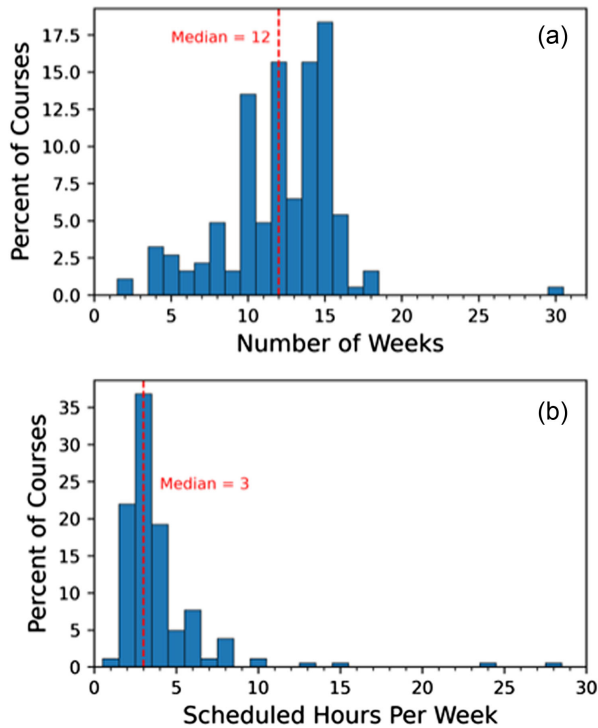 (a)
Median = 12
17.5
15.0
12.5
10.0
7.5
5.0
2.5
0.0
Percent of Courses
0 5 10 15 20 25 30
Number of Weeks
(b)
Median = 3
35
30
25
20
15
10
5
0
Percent of Courses
0 5 10 15 20 25 30
Scheduled Hours Per Week